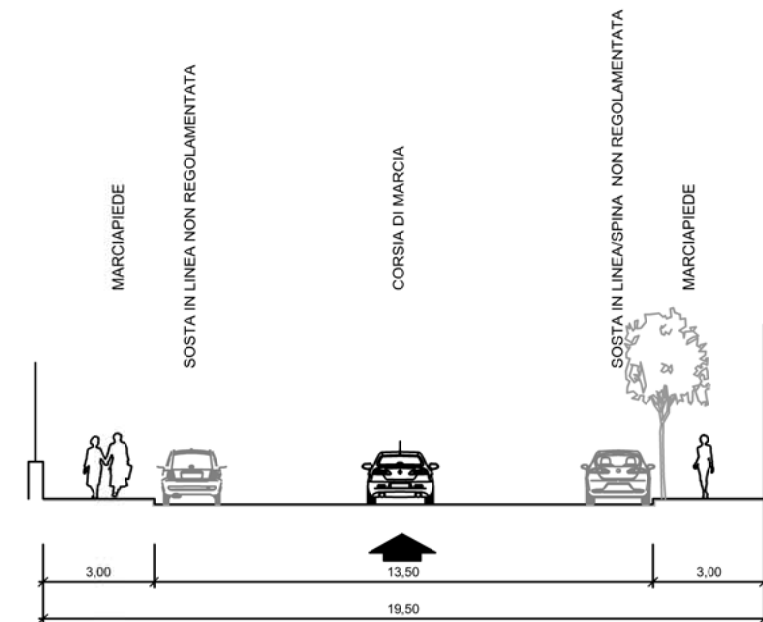 MARCIAPIEDE
SOSTA IN LINEA NON REGOLAMENTATA
CORSIA DI MARCIA
SOSTA IN LINEA/SPINA NON REGOLAMENTATA
MARCIAPIEDE
3,00
13,50
3,00
19,50